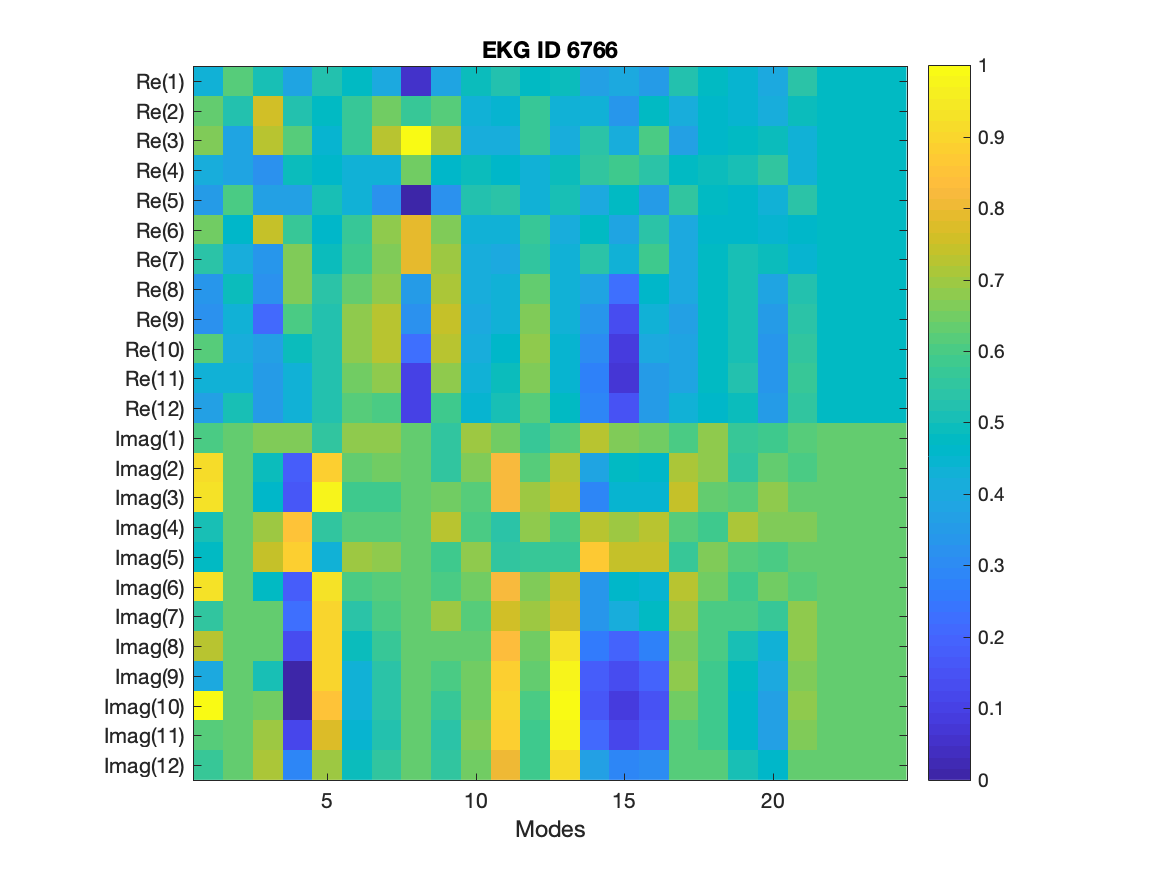 EKG ID 6766
Re(1)
Re(2)
Re(3)
Re(4)
Re(5)
Re(6)
Re(7)
Re(8)
Re(9)
Re(10)
Re(11)
Re(12)
Imag(1)
Imag(2)
Imag(3)
Imag(4)
Imag(5)
Imag(6)
Imag(7)
Imag(8)
Imag(9)
Imag(10)
Imag(11)
Imag(12)
5 10 15 20
Modes
1
0.9
0.8
0.7
0.6
0.5
0.4
0.3
0.2
0.1
0